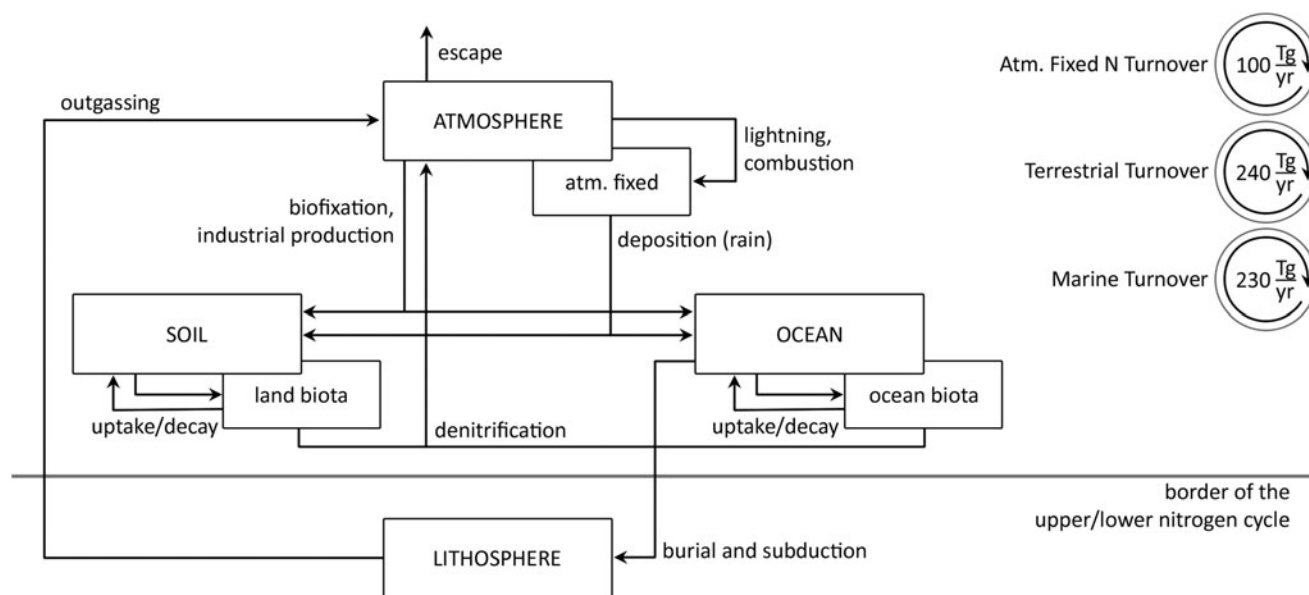 escape
outgassing
ATMOSPHERE
lightning,
combustion
atm. fixed
biofixation,
industrial production
deposition (rain)
Atm. Fixed N Turnover
100 Tg
yr
Terrestrial Turnover
240 Tg
yr
Marine Turnover
230 Tg
yr
SOIL
OCEAN
land biota
ocean biota
uptake/decay
denitrification
uptake/decay
border of the
upper/lower nitrogen cycle
burial and subduction
LITHOSPHERE